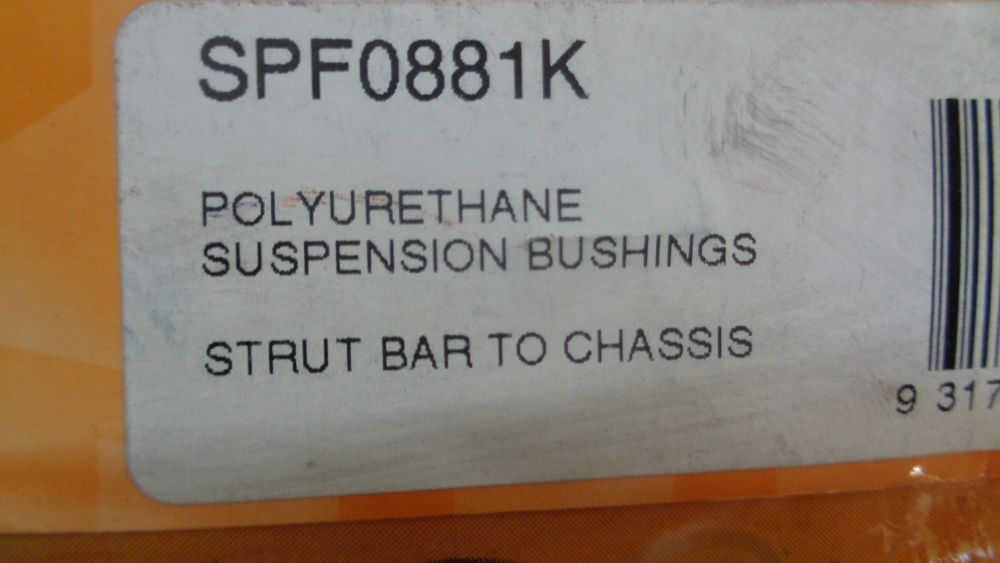 SPF0881K
POLYURETHANE
SUSPENSION BUSHINGS
STRUT BAR TO CHASSIS
9 317